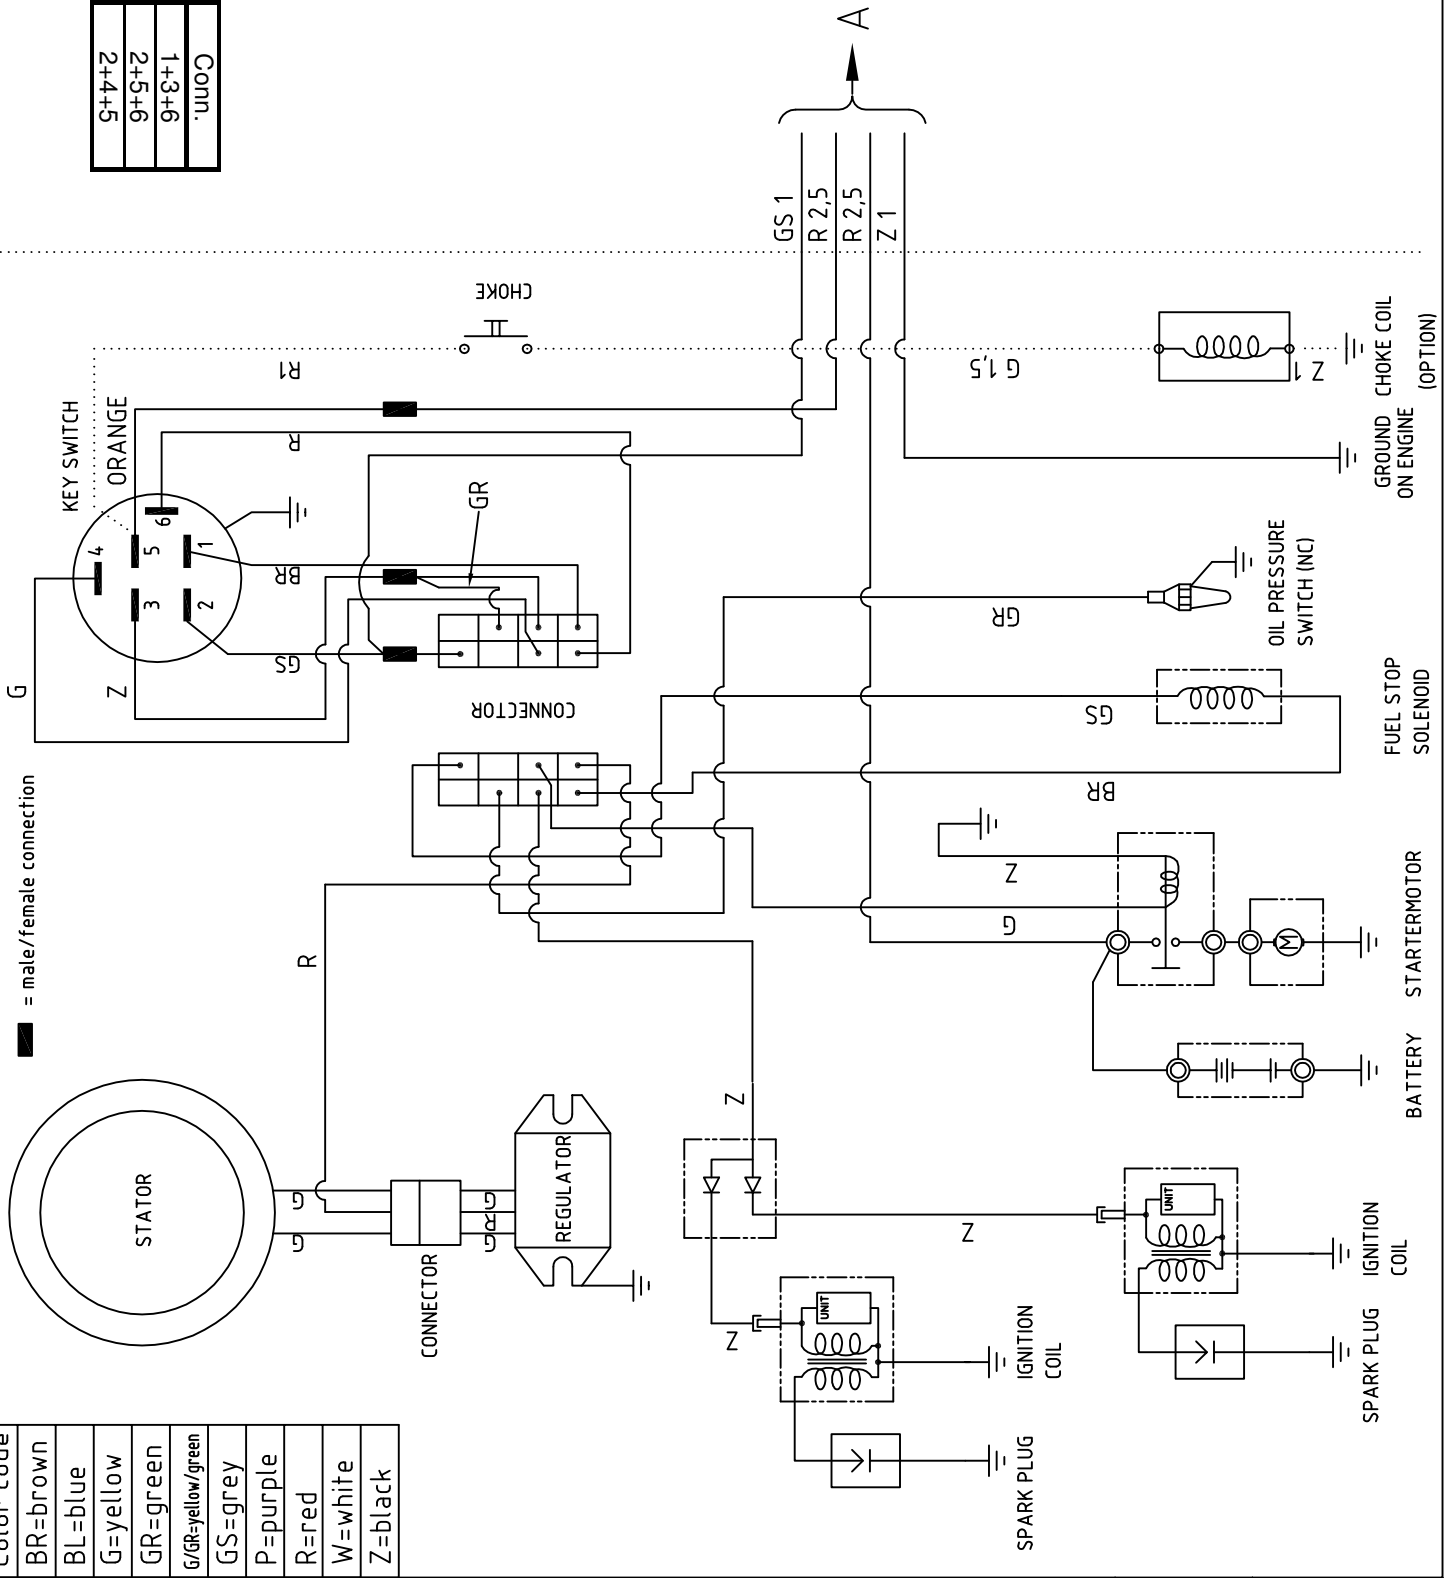 Conn.
1+3+6
2+5+6
2+4+5
A
GS 1
R 2,5
R 2,5
Z 1
CHOKE
R1
G 1,5
Z 1
CHOKE COIL
(OPTION)
KEY SWITCH
ORANGE
R
GROUND
ON ENGINE
4
6
5
1
3
2
GR
BR
GS
G
Z
GR
OIL PRESSURE
SWITCH (NC)
CONNECTOR
GS
BR
FUEL STOP
SOLENOID
= male/female connection
Z
G
STARTERMOTOR
M
R
BATTERY
STATOR
G
G
G
R
G
REGULATOR
CONNECTOR
Z
Z
UNIT
IGNITION
COIL
SPARK PLUG
Z
UNIT
IGNITION
COIL
SPARK PLUG
Color code
BR=brown
BL=blue
G=yellow
GR=green
G/GR=yellow/green
GS=grey
P=purple
R=red
W=white
Z=black